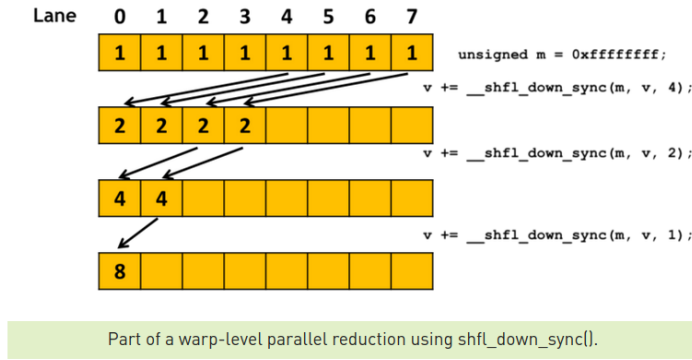 Lane 0 1 2 3 4 5 6 7
1 1 1 1 1 1 1 1 unsigned m = 0xffffffff;
v += __shfl_down_sync(m, v, 4);
2 2 2 2
v += __shfl_down_sync(m, v, 2);
4 4
v += __shfl_down_sync(m, v, 1);
8
Part of a warp-level parallel reduction using shfl_down_sync().